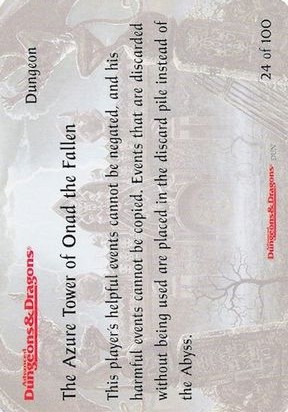 Advanced
Dungeons & Dragons®
Dungeon
The Azure Tower of Onad the Fallen
This player's helpful events cannot be negated, and his
harmful events cannot be copied. Events that are discarded
without being used are placed in the discard pile instead of
the Abyss.
Advanced
Dungeons & Dragons
DUN
24 of 100